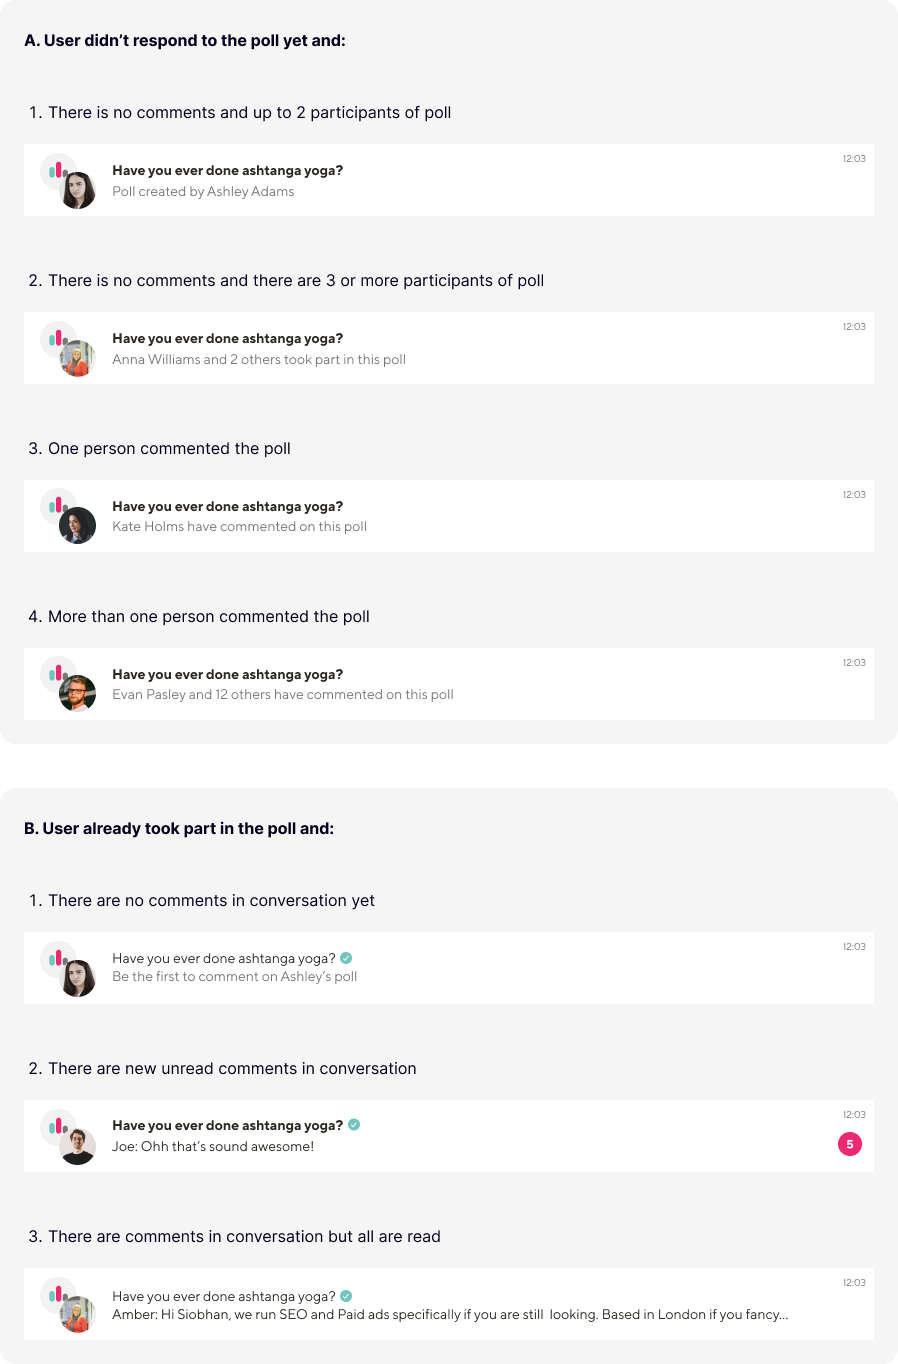 A. User didn’t respond to the poll yet and:
1. There is no comments and up to 2 participants of poll
Have you ever done ashtanga yoga?
12:03
Poll created by Ashley Adams
2. There is no comments and there are 3 or more participants of poll
Have you ever done ashtanga yoga?
12:03
Anna Williams and 2 others took part in this poll
3. One person commented the poll
Have you ever done ashtanga yoga?
12:03
Kate Holms have commented on this poll
4. More than one person commented the poll
Have you ever done ashtanga yoga?
12:03
Evan Pasley and 12 others have commented on this poll
B. User already took part in the poll and:
1. There are no comments in conversation yet
Have you ever done ashtanga yoga?
12:03
Be the first to comment on Ashley’s poll
2. There are new unread comments in conversation
Have you ever done ashtanga yoga?
12:03
Joe: Ohh that’s sound awesome!
5
3. There are comments in conversation but all are read
Have you ever done ashtanga yoga?
12:03
Amber: Hi Siobhan, we run SEO and Paid ads specifically if you are still  looking. Based in London if you fancy...